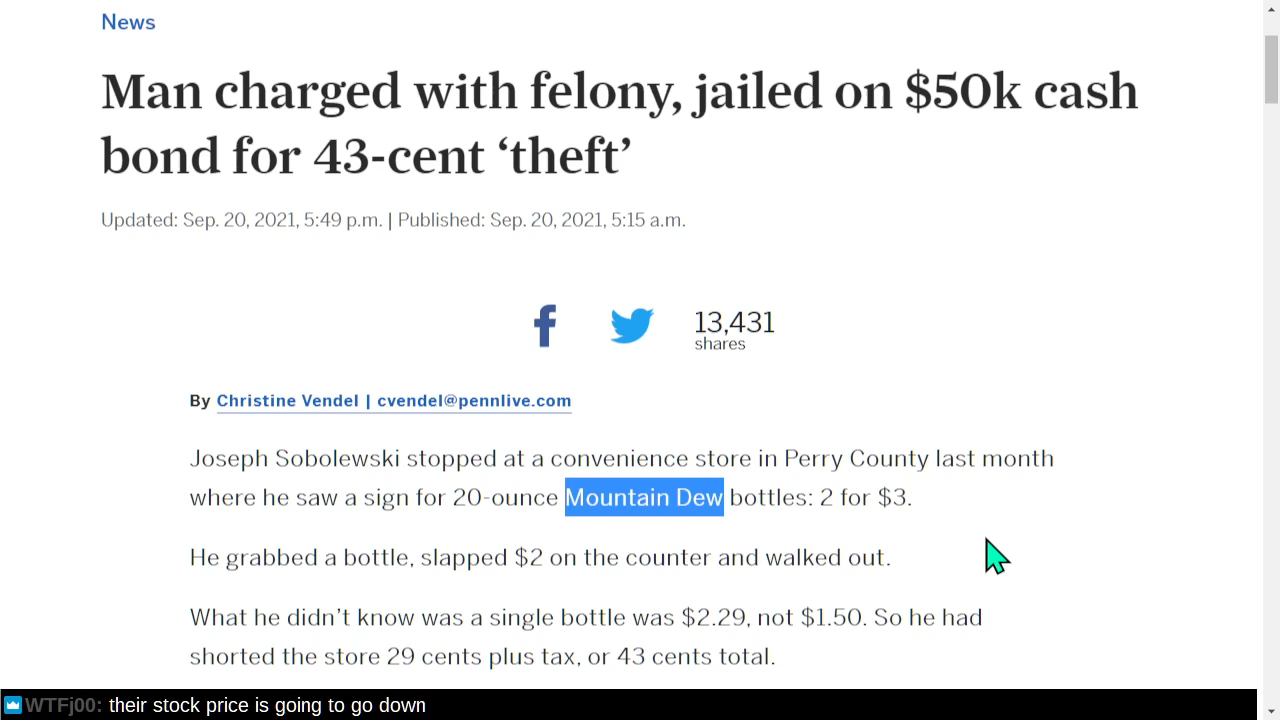 News
Man charged with felony, jailed on $50k cash
bond for 43-cent ‘theft’
Updated: Sep. 20, 2021, 5:49 p.m. | Published: Sep. 20, 2021, 5:15 a.m.
13,431
shares
By Christine Vendel | cvendel@pennlive.com
Joseph Sobolewski stopped at a convenience store in Perry County last month
where he saw a sign for 20-ounce Mountain Dew bottles: 2 for $3.
He grabbed a bottle, slapped $2 on the counter and walked out.
What he didn’t know was a single bottle was $2.29, not $1.50. So he had
shorted the store 29 cents plus tax, or 43 cents total.
WTFj00: their stock price is going to go down